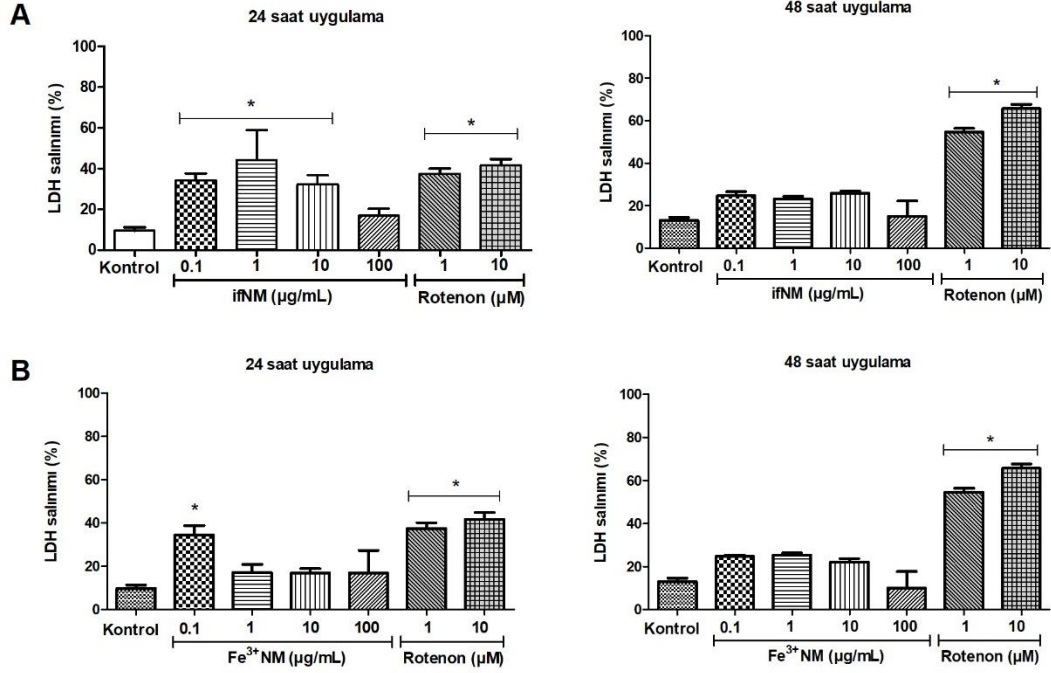 A
24 saat uygulama
LDH salınımı (%)
100
80
60
40
20
0
*
*
Kontrol 0.1 1 10 100 1 10
ifNM (µg/mL) Rotenon (µM)
48 saat uygulama
LDH salınımı (%)
100
80
60
40
20
0
*
Kontrol 0.1 1 10 100 1 10
ifNM (µg/mL) Rotenon (µM)
B
24 saat uygulama
LDH salınımı (%)
100
80
60
40
20
0
*
*
Kontrol 0.1 1 10 100 1 10
Fe³⁺NM (µg/mL) Rotenon (µM)
48 saat uygulama
LDH salınımı (%)
100
80
60
40
20
0
*
Kontrol 0.1 1 10 100 1 10
Fe³⁺NM (µg/mL) Rotenon (µM)